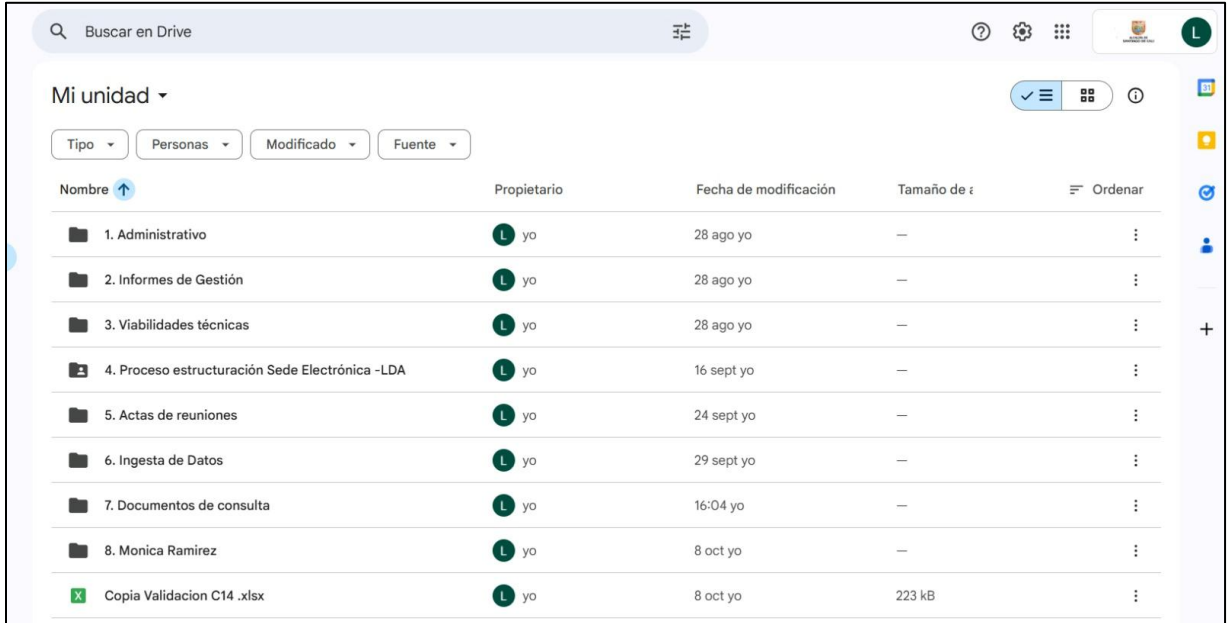 Buscar en Drive
L
Mi unidad
31
Tipo Personas Modificado Fuente
Nombre Propietario Fecha de modificación Tamaño de a Ordenar
1. Administrativo L yo 28 ago yo —
2. Informes de Gestión L yo 28 ago yo —
3. Viabilidades técnicas L yo 28 ago yo —
4. Proceso estructuración Sede Electrónica -LDA L yo 16 sept yo —
5. Actas de reuniones L yo 24 sept yo —
6. Ingesta de Datos L yo 29 sept yo —
7. Documentos de consulta L yo 16:04 yo —
8. Monica Ramirez L yo 8 oct yo —
X Copia Validacion C14 .xlsx L yo 8 oct yo 223 kB